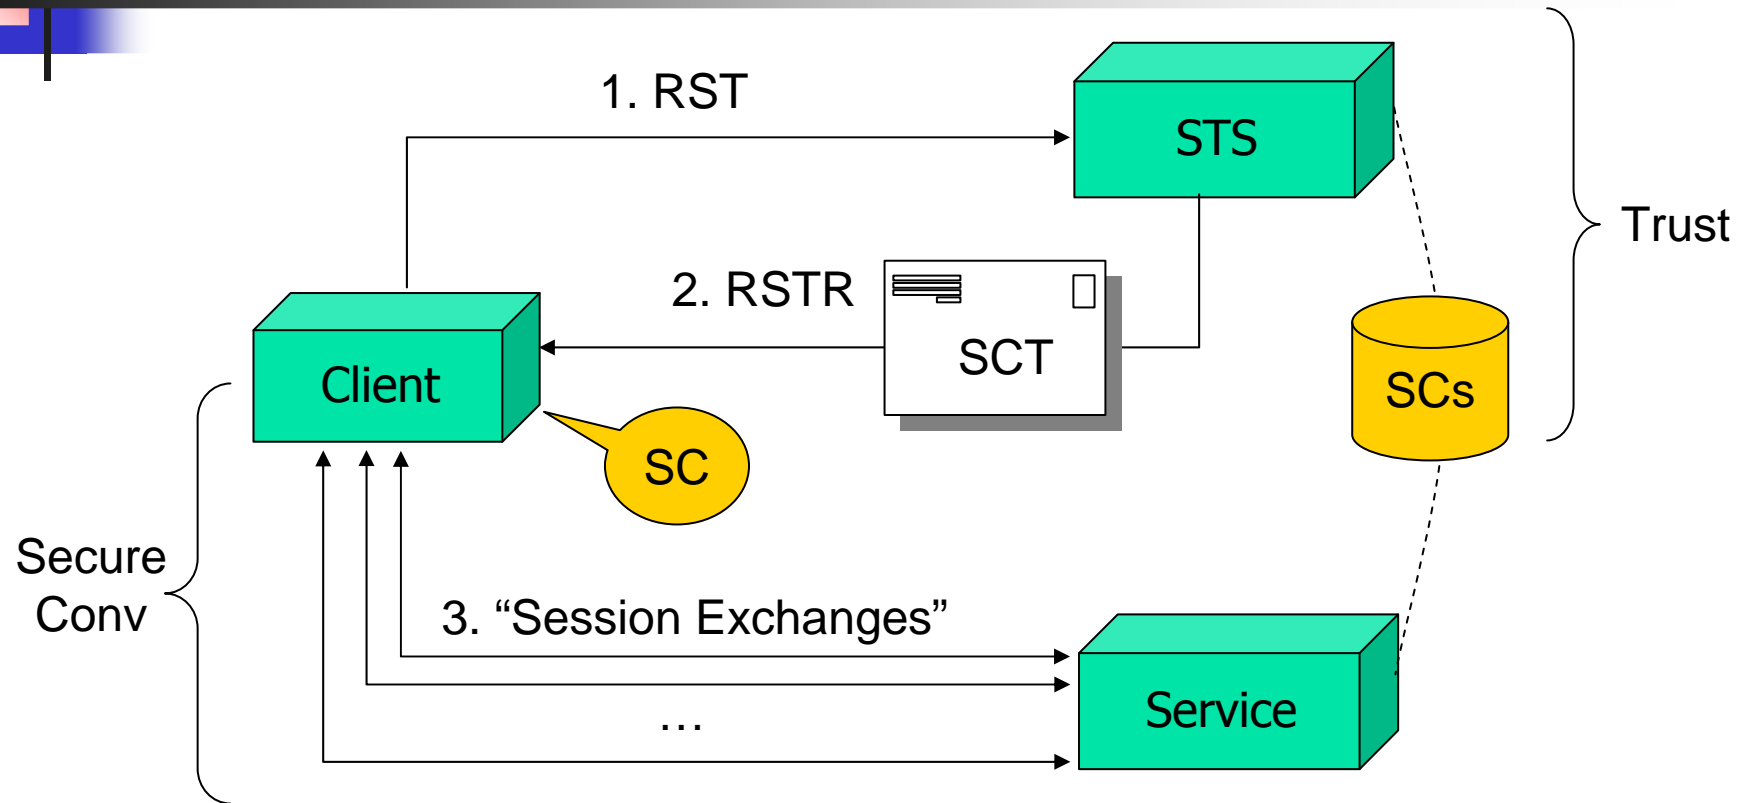 1. RST
STS
Trust
2. RSTR
SCT
Client
SCs
SC
Secure
Conv
3. “Session Exchanges”
Service
…